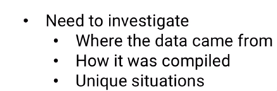 • Need to investigate
• Where the data came from
• How it was compiled
• Unique situations